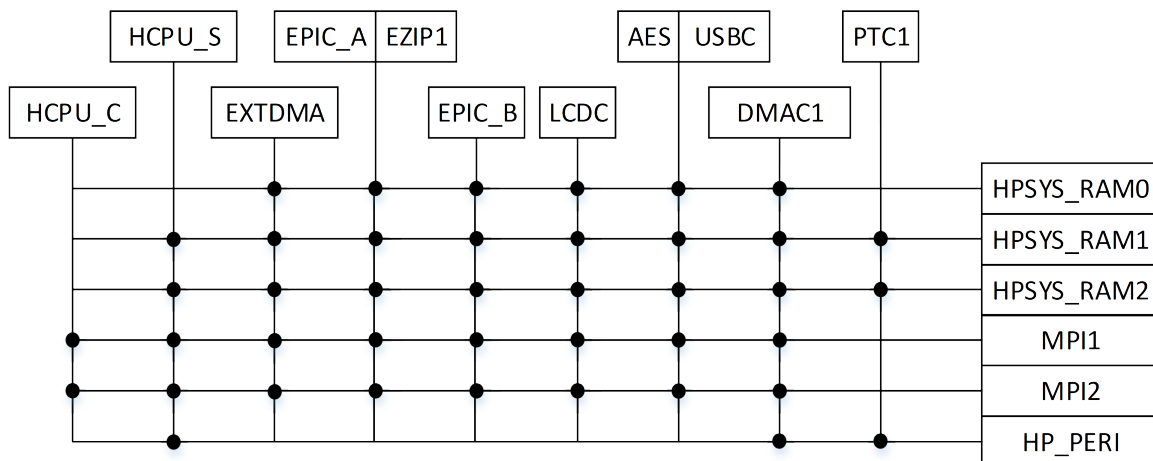 HCPU_S
EPIC_A EZIP1
AES USBC
PTC1
HCPU_C
EXTDMA
EPIC_B
LCDC
DMAC1
HPSYS_RAM0
HPSYS_RAM1
HPSYS_RAM2
MPI1
MPI2
HP_PERI